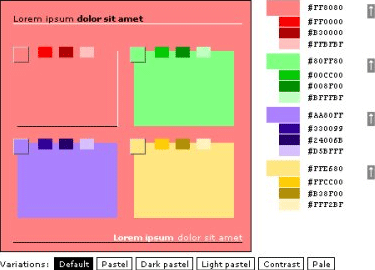 Lorem ipsum dolor sit amet
Lorem ipsum dolor sit amet
#FF8080
#FF0000
#B30000
#FFBFBF
#80FF80
#00CC00
#008F00
#BFFFBF
#AA80FF
#330099
#24006B
#D5BFFF
#FFE680
#FFCC00
#B38F00
#FFF2BF
Variations: Default Pastel Dark pastel Light pastel Contrast Pale